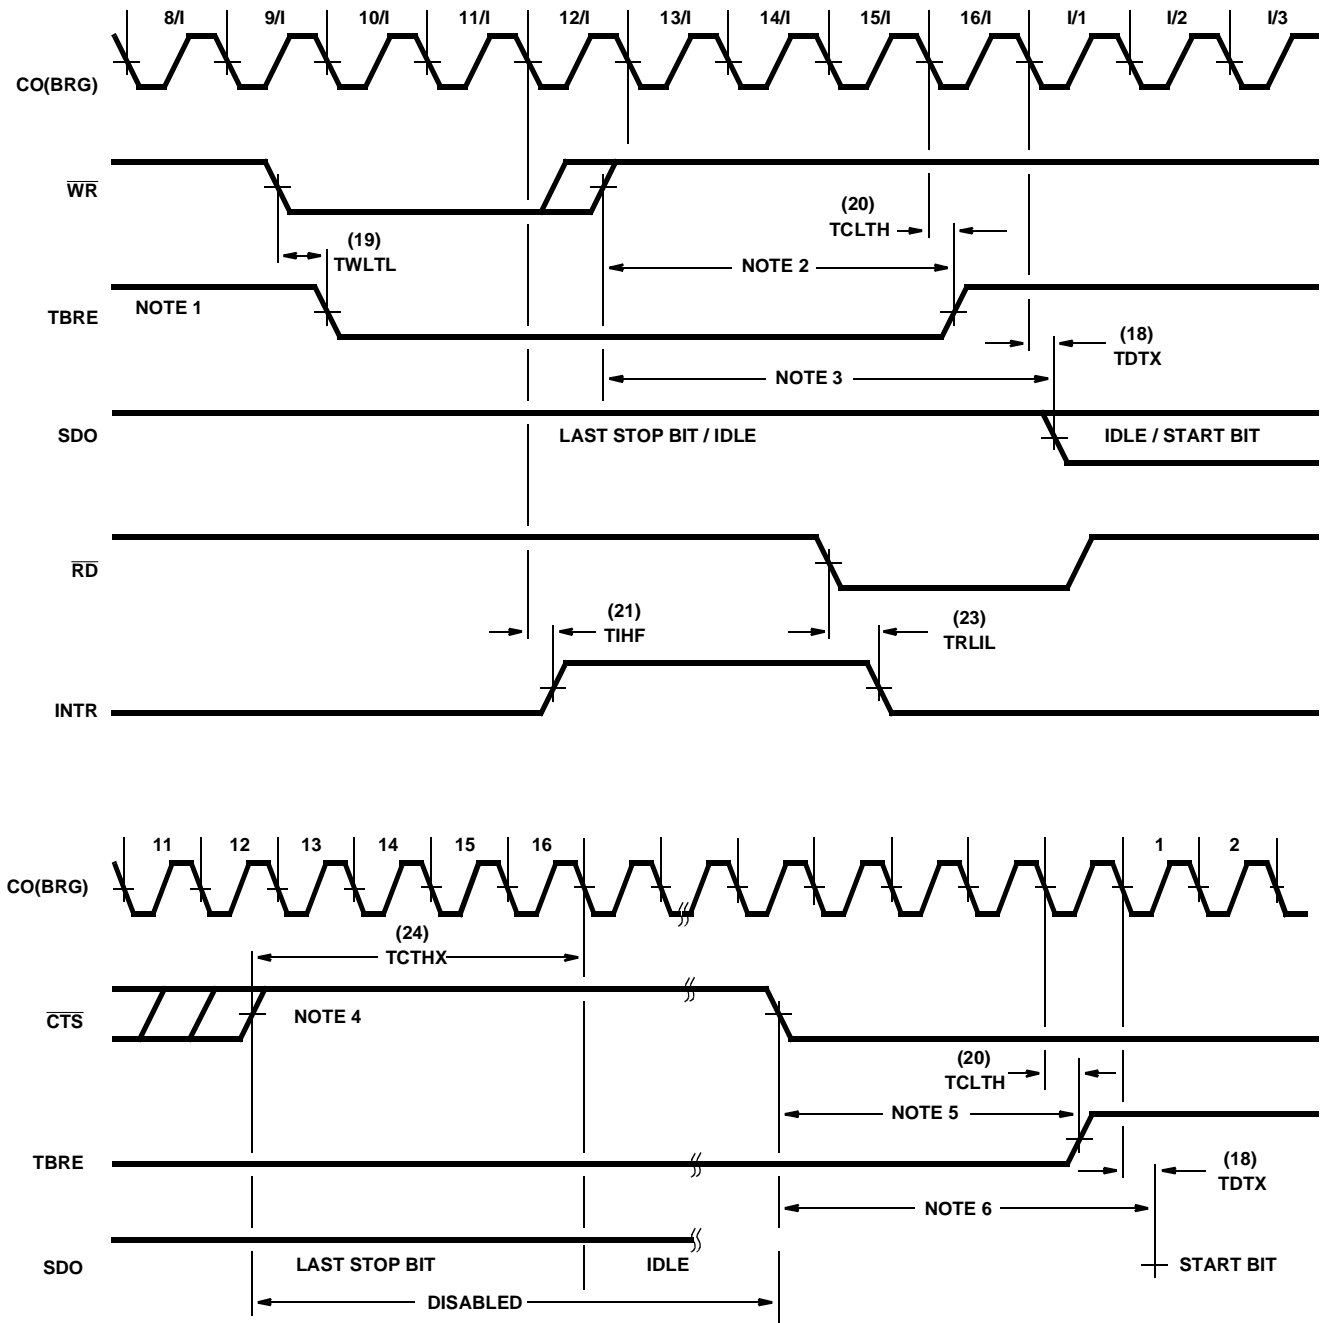 8/I 9/I 10/I 11/I 12/I 13/I 14/I 15/I 16/I I/1 I/2 I/3
CO(BRG)
WR
(20)
TCLTH
(19)
TWLTL
NOTE 2
NOTE 1
TBRE
(18)
TDTX
NOTE 3
SDO
LAST STOP BIT / IDLE
IDLE / START BIT
RD
(21)
TIHF
(23)
TRLIL
INTR
11 12 13 14 15 16 1 2
CO(BRG)
(24)
TCTHX
CTS
NOTE 4
(20)
TCLTH
NOTE 5
TBRE
(18)
TDTX
NOTE 6
SDO
LAST STOP BIT
IDLE
START BIT
DISABLED